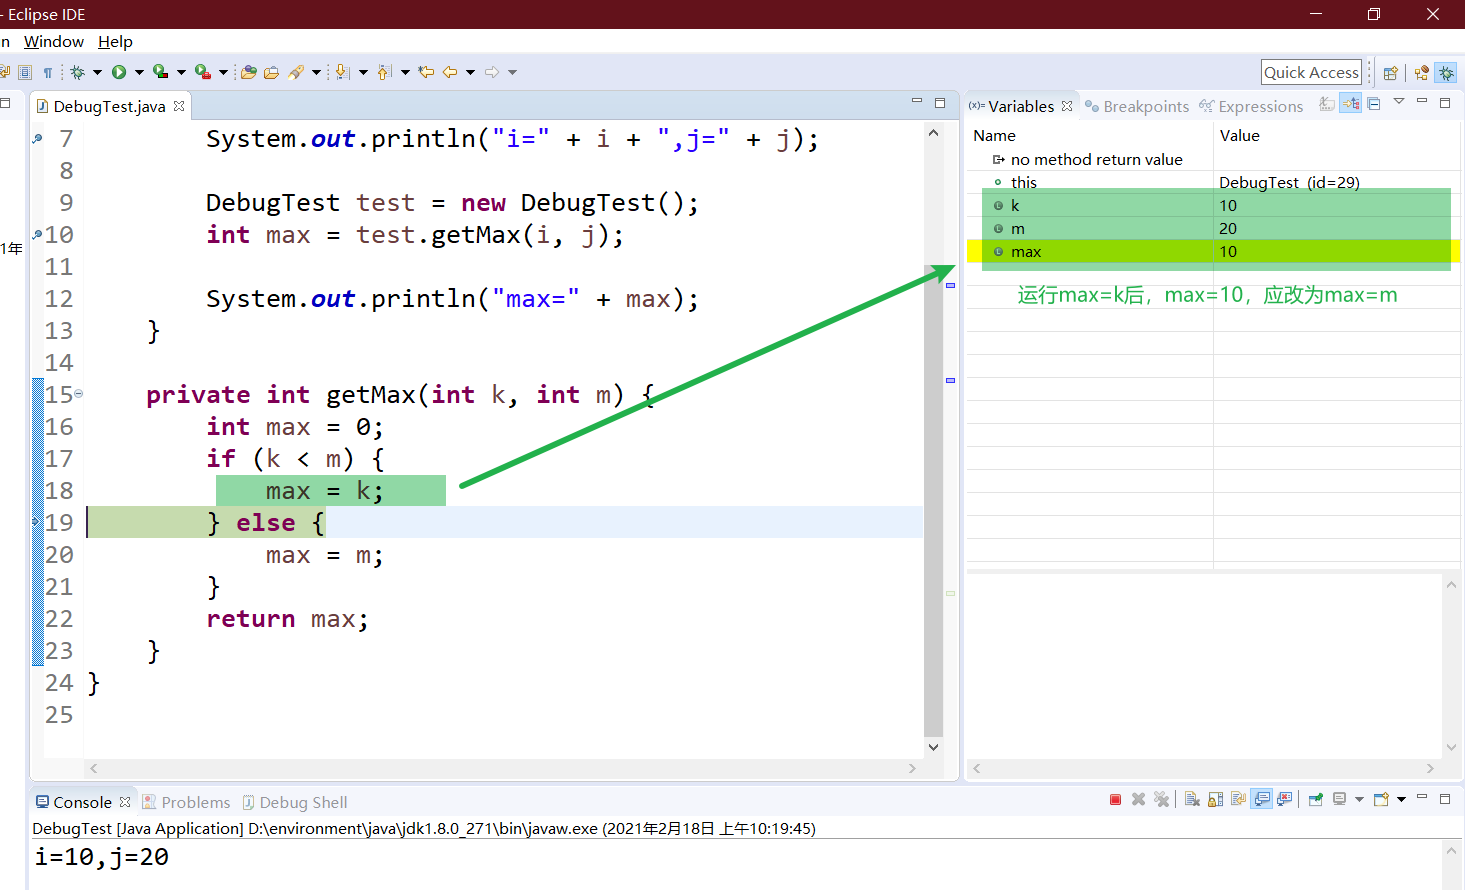 - Eclipse IDE
n Window Help
Quick Access
DebugTest.java
7 System.out.println("i=" + i + ",j=" + j);
8
9 DebugTest test = new DebugTest();
10 int max = test.getMax(i, j);
11
12 System.out.println("max=" + max);
13 }
14
15 private int getMax(int k, int m) {
16 int max = 0;
17 if (k < m) {
18 max = k;
19 } else {
20 max = m;
21 }
22 return max;
23 }
24 }
25
1年
(x)= Variables Breakpoints Expressions
Name Value
no method return value
this DebugTest (id=29)
k 10
m 20
max 10
运行max=k后，max=10，应改为max=m
Console Problems Debug Shell
DebugTest [Java Application] D:\environment\java\jdk1.8.0_271\bin\javaw.exe (2021年2月18日 上午10:19:45)
i=10,j=20